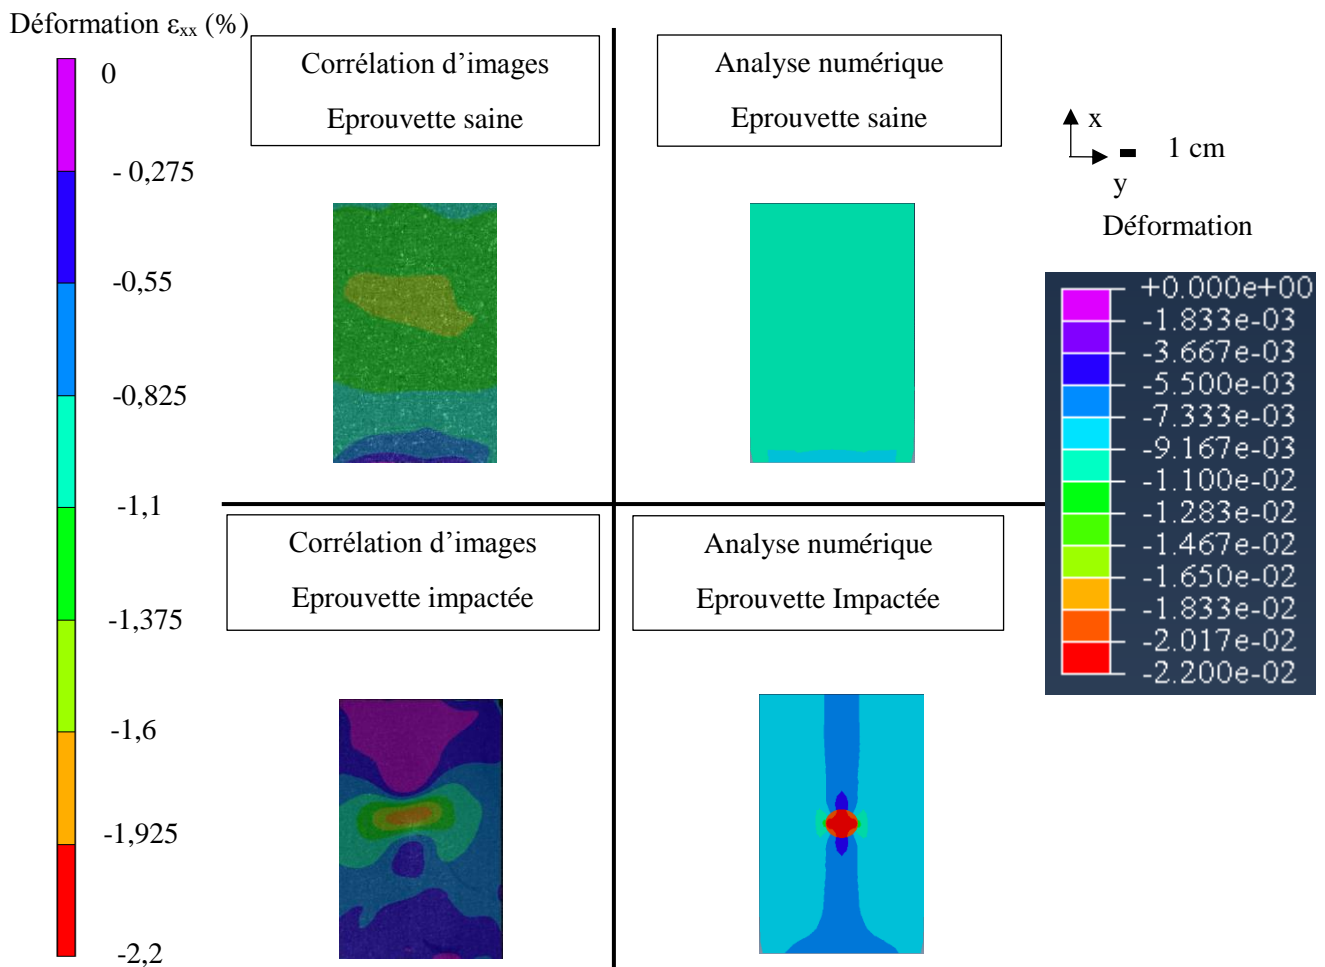 Déformation εxx (%)
0
- 0,275
-0,55
-0,825
-1,1
-1,375
-1,6
-1,925
-2,2
Corrélation d’images
Eprouvette saine
Analyse numérique
Eprouvette saine
x
y
1 cm
Déformation
+0.000e+00
-1.833e-03
-3.667e-03
-5.500e-03
-7.333e-03
-9.167e-03
-1.100e-02
-1.283e-02
-1.467e-02
-1.650e-02
-1.833e-02
-2.017e-02
-2.200e-02
Corrélation d’images
Eprouvette impactée
Analyse numérique
Eprouvette Impactée